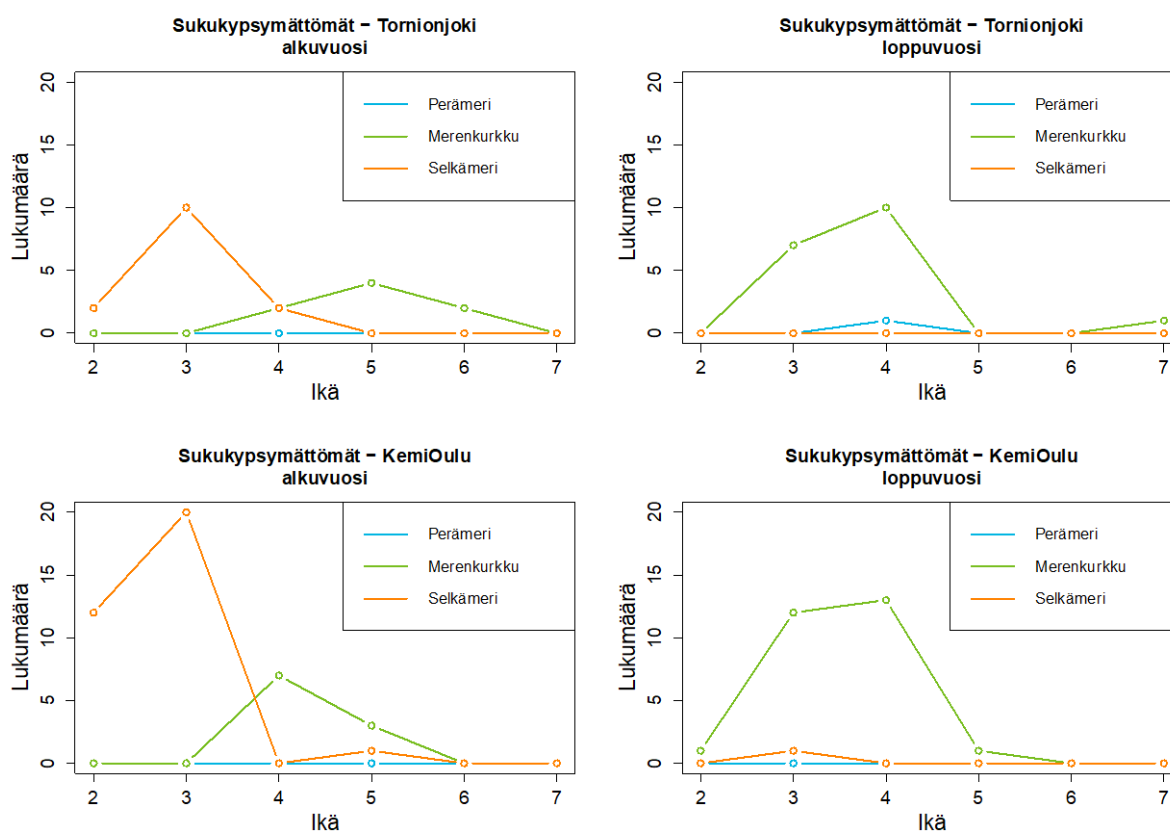 Sukukypsymättömät − Tornionjoki
alkuvuosi
Lukumäärä
20
15
10
5
0
Perämeri
Merenkurkku
Selkämeri
2 3 4 5 6 7
Ikä
Sukukypsymättömät − Tornionjoki
loppuvuosi
Lukumäärä
20
15
10
5
0
Perämeri
Merenkurkku
Selkämeri
2 3 4 5 6 7
Ikä
Sukukypsymättömät − KemiOulu
alkuvuosi
Lukumäärä
20
15
10
5
0
Perämeri
Merenkurkku
Selkämeri
2 3 4 5 6 7
Ikä
Sukukypsymättömät − KemiOulu
loppuvuosi
Lukumäärä
20
15
10
5
0
Perämeri
Merenkurkku
Selkämeri
2 3 4 5 6 7
Ikä